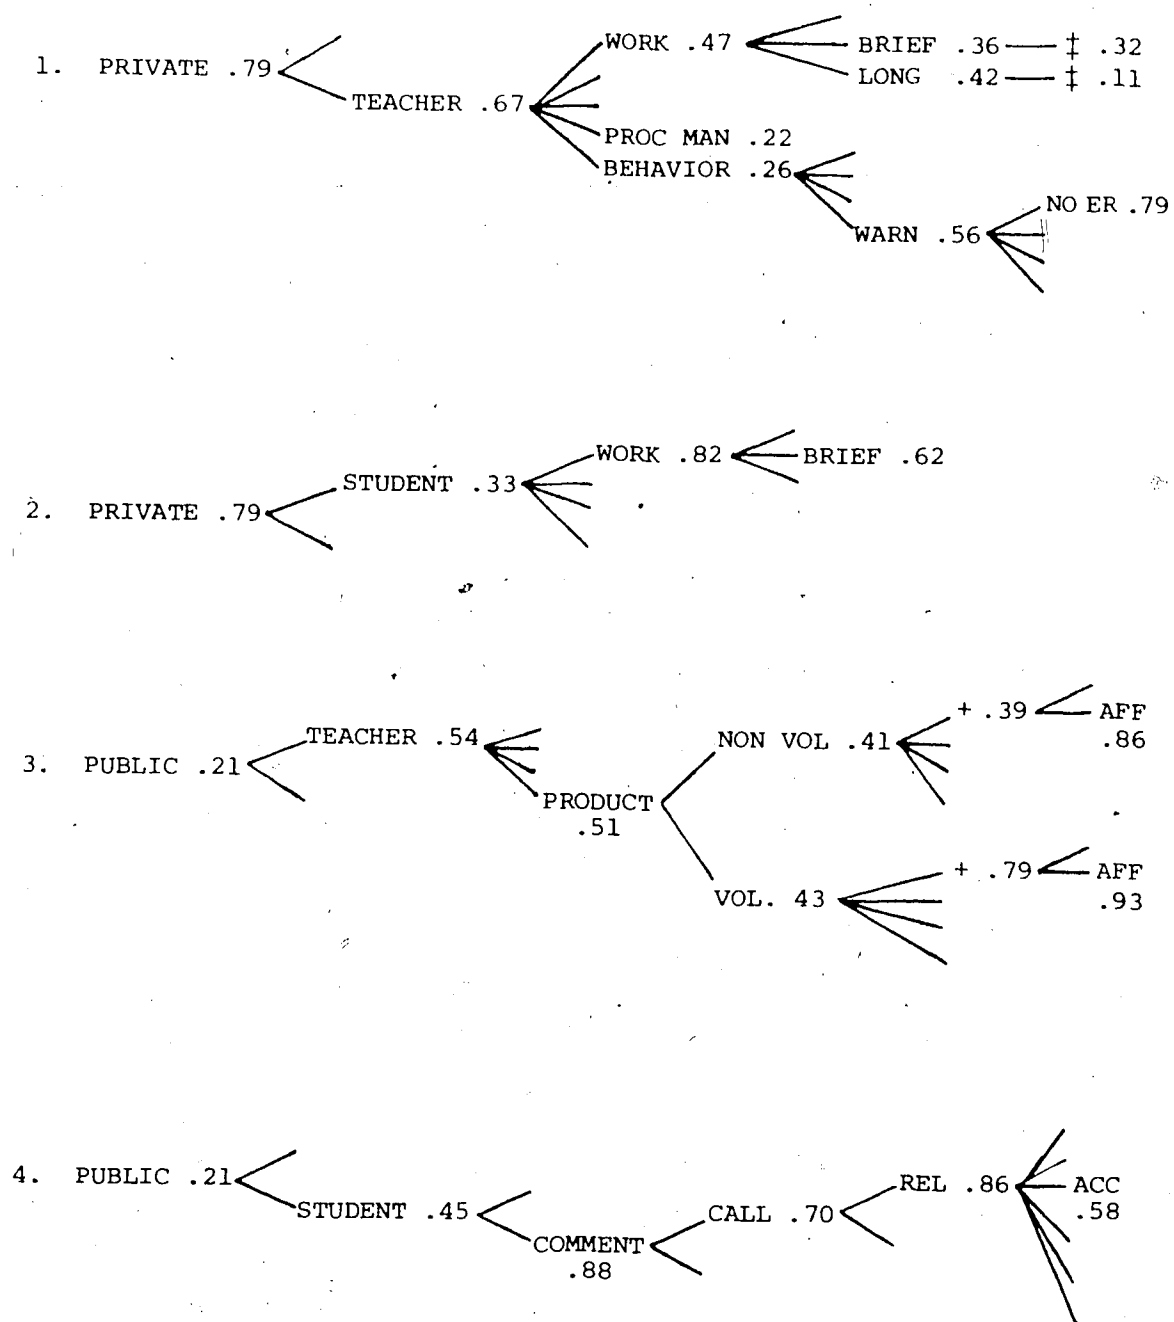 WORK .47
BRIEF .36 ‡ .32
1. PRIVATE .79
LONG .42 ‡ .11
TEACHER .67
PROC MAN .22
BEHAVIOR .26
NO ER .79
WARN .56
WORK .82 BRIEF .62
STUDENT .33
2. PRIVATE .79
+ .39 AFF
.86
TEACHER .54 NON VOL .41
3. PUBLIC .21
PRODUCT
.51
+ .79 AFF
.93
VOL. 43
4. PUBLIC .21
REL .86 ACC
.58
STUDENT .45 CALL .70
COMMENT
.88